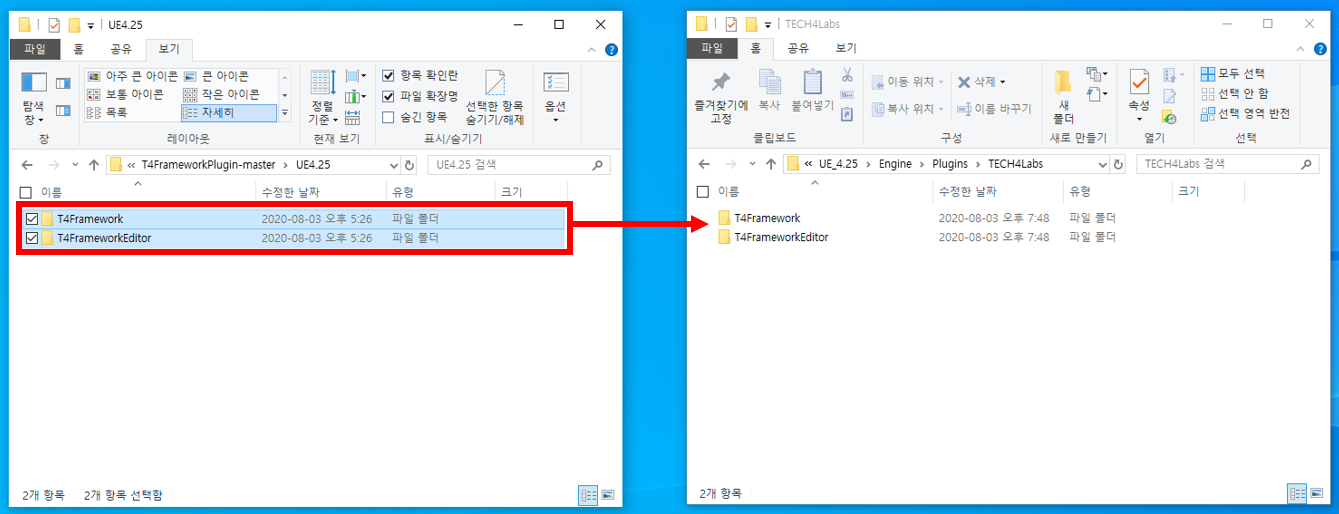 UE4.25
파일 홈 공유 보기
아주 큰 아이콘 큰 아이콘
보통 아이콘 작은 아이콘
목록 자세히
탐색
창
창
레이아웃
정렬
기준
현재 보기
항목 확인란
파일 확장명
숨긴 항목
선택한 항목
숨기기/해제
표시/숨기기
옵션
« T4FrameworkPlugin-master > UE4.25
UE4.25 검색
이름 수정한 날짜 유형 크기
T4Framework 2020-08-03 오후 5:26 파일 폴더
T4FrameworkEditor 2020-08-03 오후 5:26 파일 폴더
2개 항목 2개 항목 선택함
TECH4Labs
파일 홈 공유 보기
즐겨찾기에
고정
복사
붙여넣기
클립보드
이동 위치 삭제
복사 위치 이름 바꾸기
구성
새
폴더
새로 만들기
속성
열기
모두 선택
선택 안 함
선택 영역 반전
선택
« UE_4.25 > Engine > Plugins > TECH4Labs
TECH4Labs 검색
이름 수정한 날짜 유형 크기
T4Framework 2020-08-03 오후 7:48 파일 폴더
T4FrameworkEditor 2020-08-03 오후 7:48 파일 폴더
2개 항목